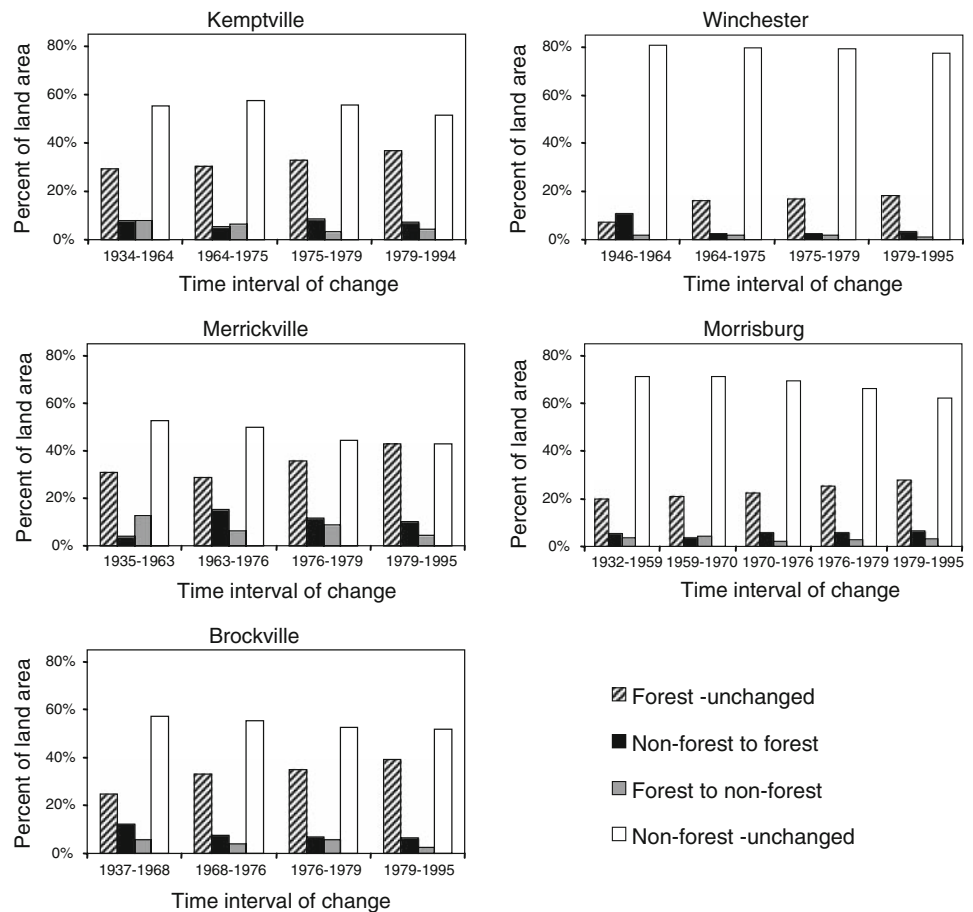 Kemptville
Percent of land area
80%
60%
40%
20%
0%
1934-1964 1964-1975 1975-1979 1979-1994
Time interval of change
Winchester
Percent of land area
80%
60%
40%
20%
0%
1946-1964 1964-1975 1975-1979 1979-1995
Time interval of change
Merrickville
Percent of land area
80%
60%
40%
20%
0%
1935-1963 1963-1976 1976-1979 1979-1995
Time interval of change
Morrisburg
Percent of land area
80%
60%
40%
20%
0%
1932-1959 1959-1970 1970-1976 1976-1979 1979-1995
Time interval of change
Brockville
Percent of land area
80%
60%
40%
20%
0%
1937-1968 1968-1976 1976-1979 1979-1995
Time interval of change
Forest -unchanged
Non-forest to forest
Forest to non-forest
Non-forest -unchanged